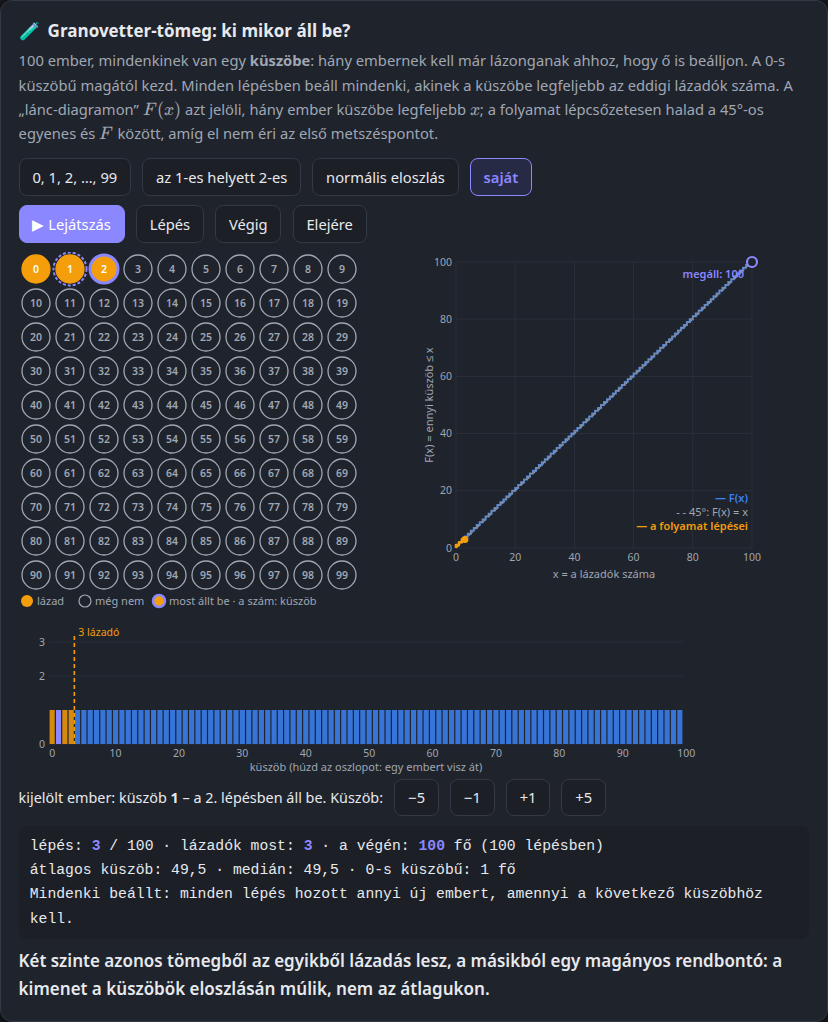 🧪 Granovetter-tömeg: ki mikor áll be?
100 ember, mindenkinek van egy küszöbe: hány embernek kell már lázonganak ahhoz, hogy ő is beálljon. A 0-s
küszöbű magától kezd. Minden lépésben beáll mindenki, akinek a küszöbe legfeljebb az eddigi lázadók száma. A
„lánc-diagramon” F(x) azt jelöli, hány ember küszöbe legfeljebb x; a folyamat lépcsőzetesen halad a 45°-os
egyenes és F között, amíg el nem éri az első metszéspontot.
0, 1, 2, …, 99 az 1-es helyett 2-es normális eloszlás saját
▶ Lejátszás Lépés Végig Elejére
0 1 2 3 4 5 6 7 8 9
10 11 12 13 14 15 16 17 18 19
20 21 22 23 24 25 26 27 28 29
30 31 32 33 34 35 36 37 38 39
40 41 42 43 44 45 46 47 48 49
50 51 52 53 54 55 56 57 58 59
60 61 62 63 64 65 66 67 68 69
70 71 72 73 74 75 76 77 78 79
80 81 82 83 84 85 86 87 88 89
90 91 92 93 94 95 96 97 98 99
lázad még nem most állt be · a szám: küszöb
100
megáll: 100
80
60
40
20
0
F(x) = ennyi küszöb ≤ x
— F(x)
- - 45°: F(x) = x
— a folyamat lépései
0 20 40 60 80 100
x = a lázadók száma
3 lázadó
3
2
0
0 10 20 30 40 50 60 70 80 90 100
küszöb (húzd az oszlopot: egy embert visz át)
kijelölt ember: küszöb 1 – a 2. lépésben áll be. Küszöb: −5 −1 +1 +5
lépés: 3 / 100 · lázadók most: 3 · a végén: 100 fő (100 lépésben)
átlagos küszöb: 49,5 · medián: 49,5 · 0-s küszöbű: 1 fő
Mindenki beállt: minden lépés hozott annyi új embert, amennyi a következő küszöbhöz
kell.
Két szinte azonos tömegből az egyikből lázadás lesz, a másikból egy magányos rendbontó: a
kimenet a küszöbök eloszlásán múlik, nem az átlagukon.